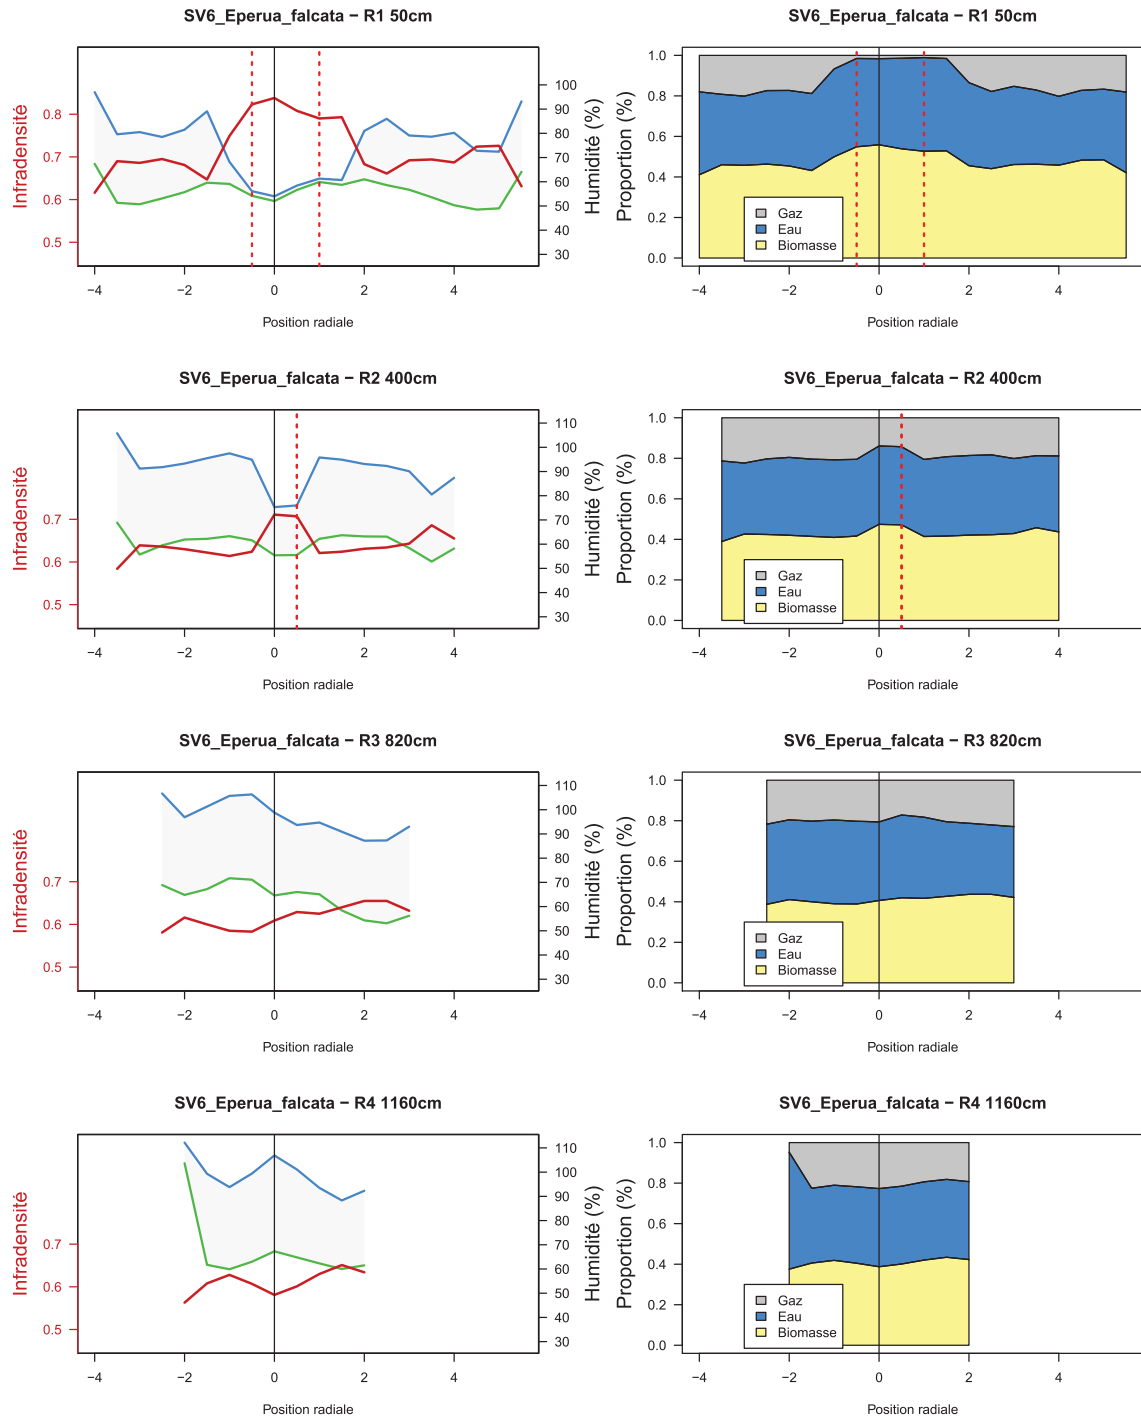 SV6_Eperua_falcata − R1 50cm
Infradensité
0.8
0.7
0.6
0.5
100
90
80
70
60
50
40
30
Humidité (%)
−4 −2 0 2 4
Position radiale
SV6_Eperua_falcata − R1 50cm
Proportion (%)
1.0
0.8
0.6
0.4
0.2
0.0
Gaz
Eau
Biomasse
−4 −2 0 2 4
Position radiale
SV6_Eperua_falcata − R2 400cm
Infradensité
0.7
0.6
0.5
110
100
90
80
70
60
50
40
30
Humidité (%)
−4 −2 0 2 4
Position radiale
SV6_Eperua_falcata − R2 400cm
Proportion (%)
1.0
0.8
0.6
0.4
0.2
0.0
Gaz
Eau
Biomasse
−4 −2 0 2 4
Position radiale
SV6_Eperua_falcata − R3 820cm
Infradensité
0.7
0.6
0.5
110
100
90
80
70
60
50
40
30
Humidité (%)
−4 −2 0 2 4
Position radiale
SV6_Eperua_falcata − R3 820cm
Proportion (%)
1.0
0.8
0.6
0.4
0.2
0.0
Gaz
Eau
Biomasse
−4 −2 0 2 4
Position radiale
SV6_Eperua_falcata − R4 1160cm
Infradensité
0.7
0.6
0.5
110
100
90
80
70
60
50
40
30
Humidité (%)
−4 −2 0 2 4
Position radiale
SV6_Eperua_falcata − R4 1160cm
Proportion (%)
1.0
0.8
0.6
0.4
0.2
0.0
Gaz
Eau
Biomasse
−4 −2 0 2 4
Position radiale